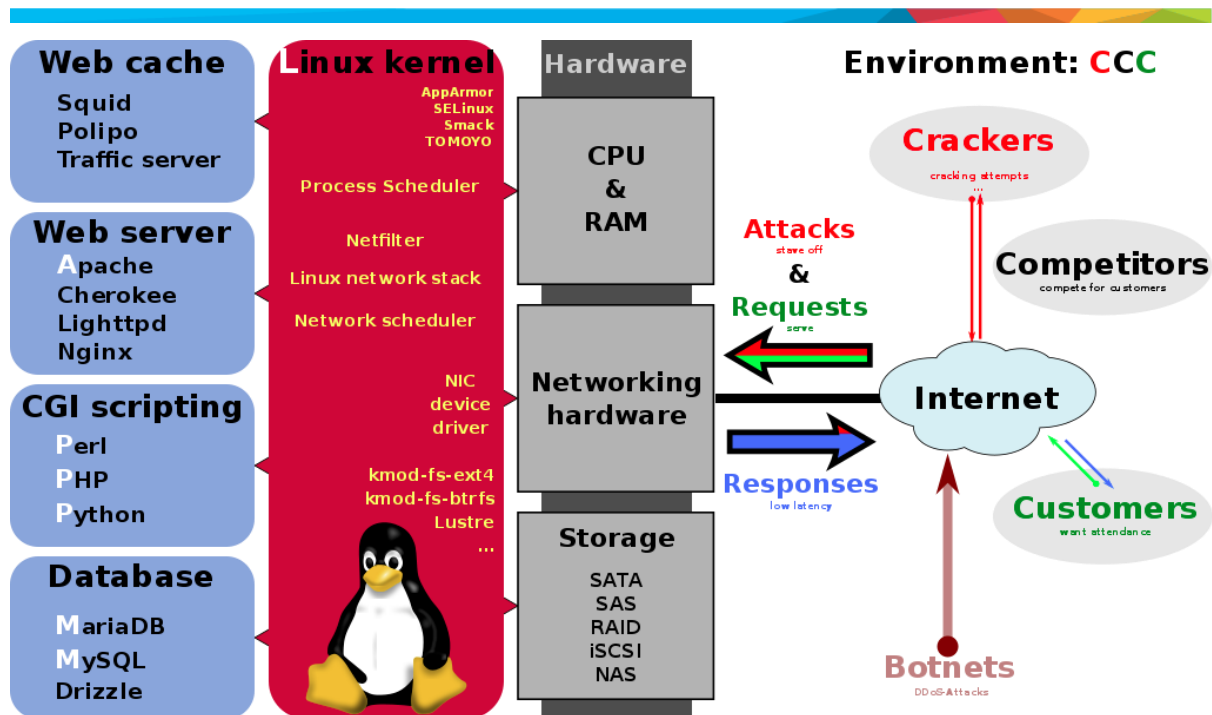 Web cache
Squid
Polipo
Traffic server
Web server
Apache
Cherokee
Lighttpd
Nginx
CGI scripting
Perl
PHP
Python
Database
MariaDB
MySQL
Drizzle
Linux kernel
AppArmor
SELinux
Smack
TOMOYO
Process Scheduler
Netfilter
Linux network stack
Network scheduler
NIC
device
driver
kmod-fs-ext4
kmod-fs-btrfs
Lustre
...
Hardware
CPU
&
RAM
Networking
hardware
Storage
SATA
SAS
RAID
iSCSI
NAS
Attacks
stave off
&
Requests
serve
Responses
low latency
Environment: CCC
Crackers
cracking attempts
...
Competitors
compete for customers
Internet
Customers
want attendance
Botnets
DDoS-Attacks